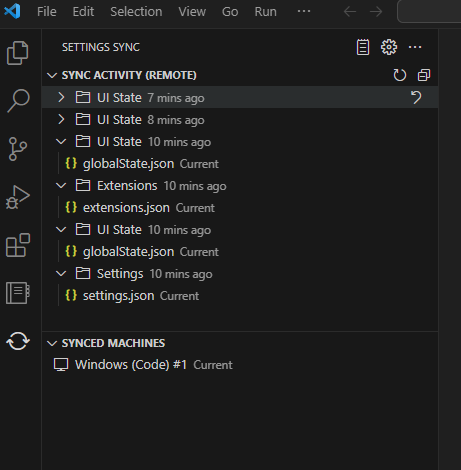 File Edit Selection View Go Run ···
SETTINGS SYNC ···
SYNC ACTIVITY (REMOTE)
UI State 7 mins ago
UI State 8 mins ago
UI State 10 mins ago
{} globalState.json Current
Extensions 10 mins ago
{} extensions.json Current
UI State 10 mins ago
{} globalState.json Current
Settings 10 mins ago
{} settings.json Current
SYNCED MACHINES
Windows (Code) #1 Current